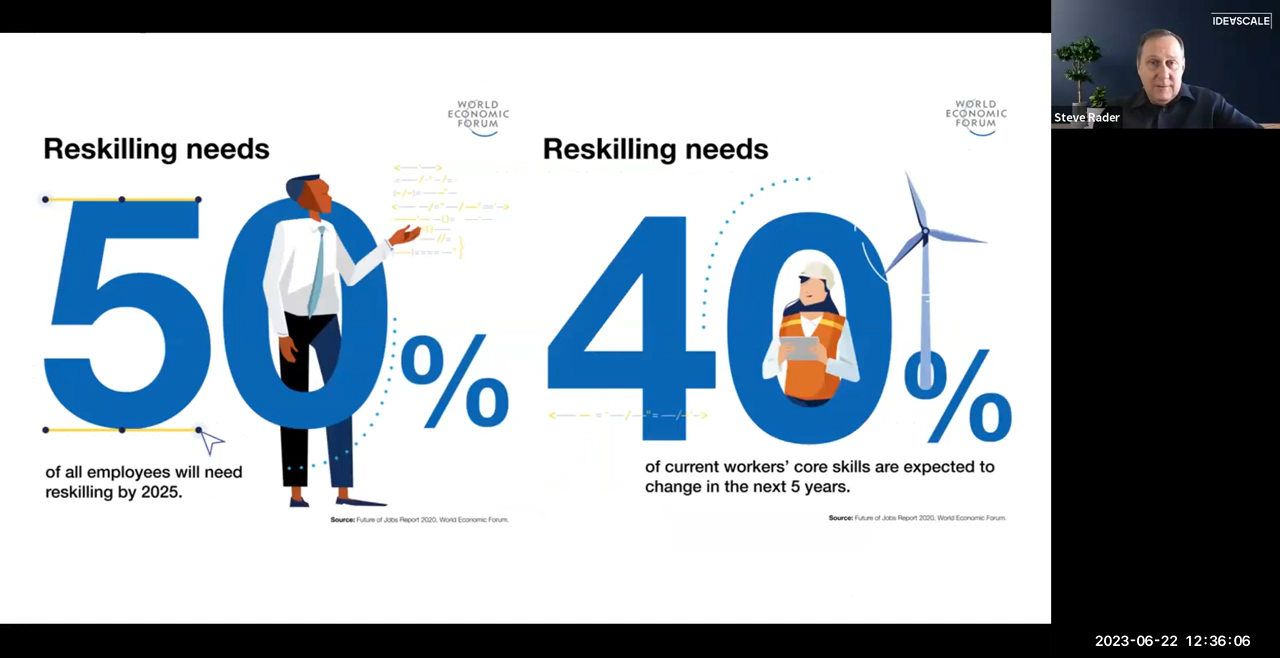 IDEASCALE
Steve Rader
WORLD
ECONOMIC
FORUM
Reskilling needs
50%
of all employees will need
reskilling by 2025.
Source: Future of Jobs Report 2020, World Economic Forum.
WORLD
ECONOMIC
FORUM
Reskilling needs
40%
of current workers’ core skills are expected to
change in the next 5 years.
Source: Future of Jobs Report 2020, World Economic Forum.
2023-06-22 12:36:06